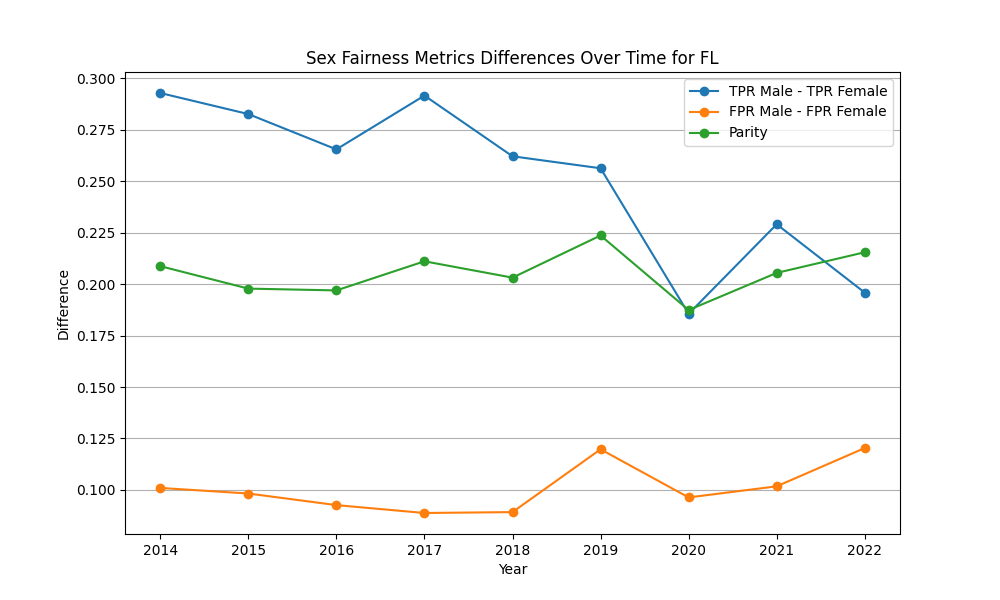 Sex Fairness Metrics Differences Over Time for FL
0.300
0.275
0.250
0.225
0.200
0.175
0.150
0.125
0.100
Difference
TPR Male - TPR Female
FPR Male - FPR Female
Parity
2014 2015 2016 2017 2018 2019 2020 2021 2022
Year